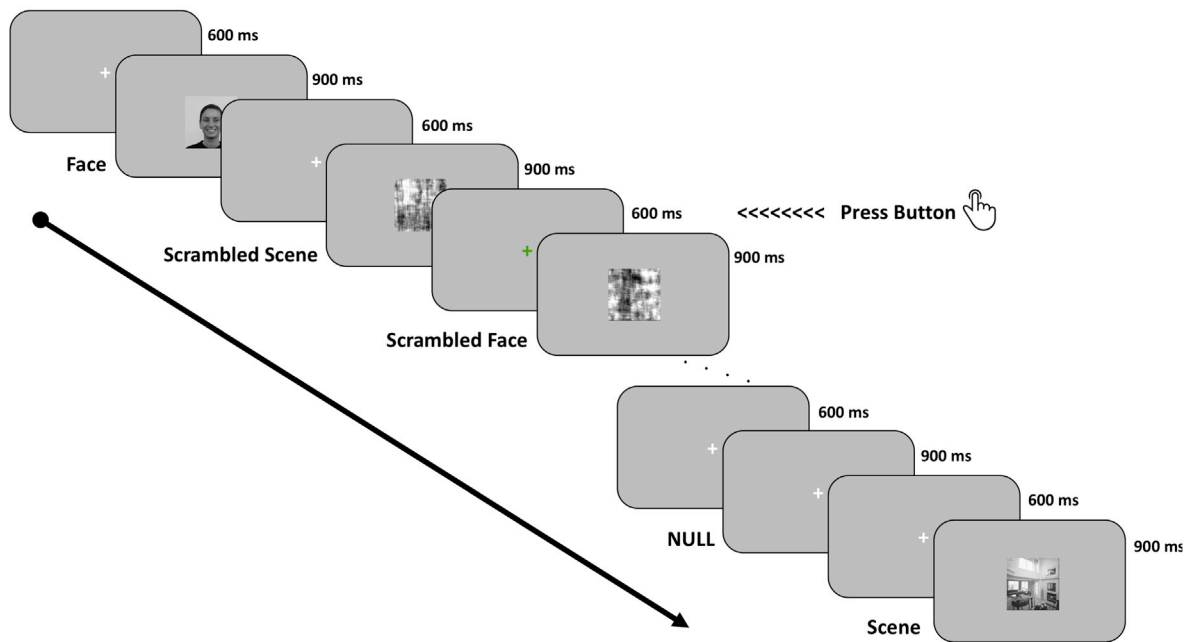 600 ms
900 ms
Face
600 ms
900 ms
Scrambled Scene
600 ms
<<<<<<<< Press Button
900 ms
Scrambled Face
600 ms
900 ms
NULL
600 ms
900 ms
Scene